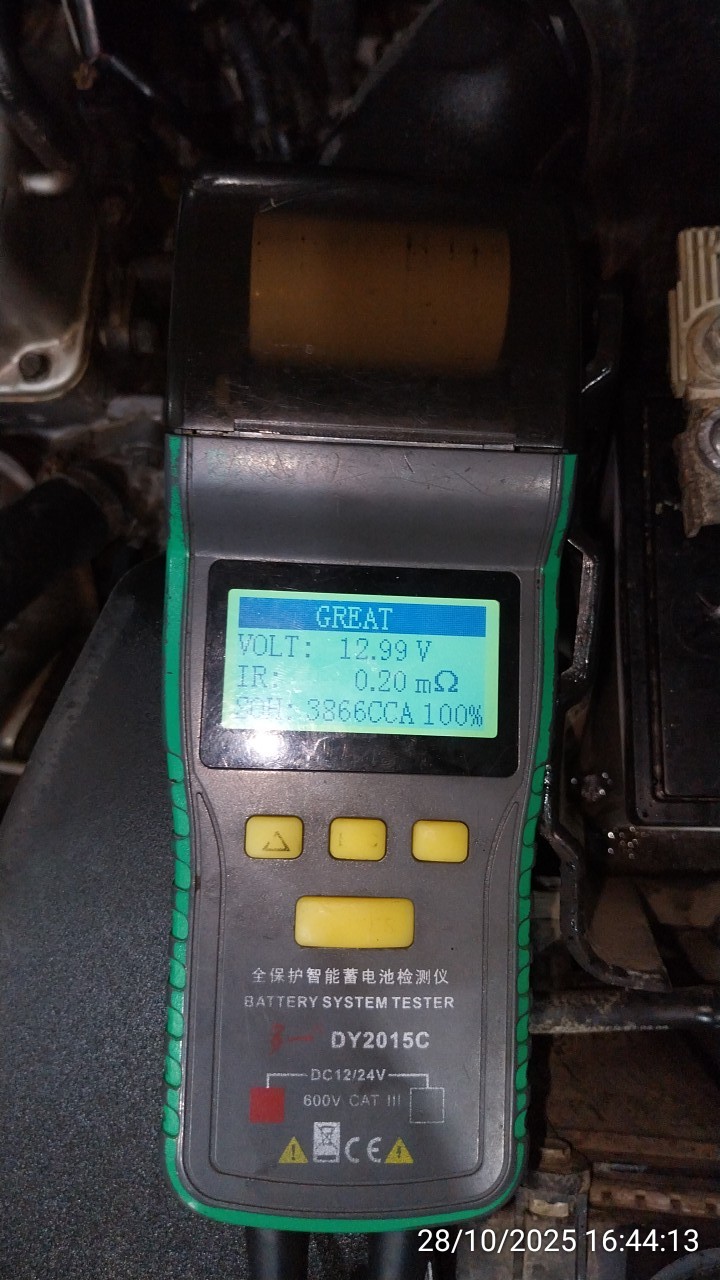 GREAT
VOLT: 12.99 V
IR: 0.20 mΩ
SOH: 3866CCA 100%
全保护智能蓄电池检测仪
BATTERY SYSTEM TESTER
DY2015C
DC12/24V
600V CAT III
CE
28/10/2025 16:44:13